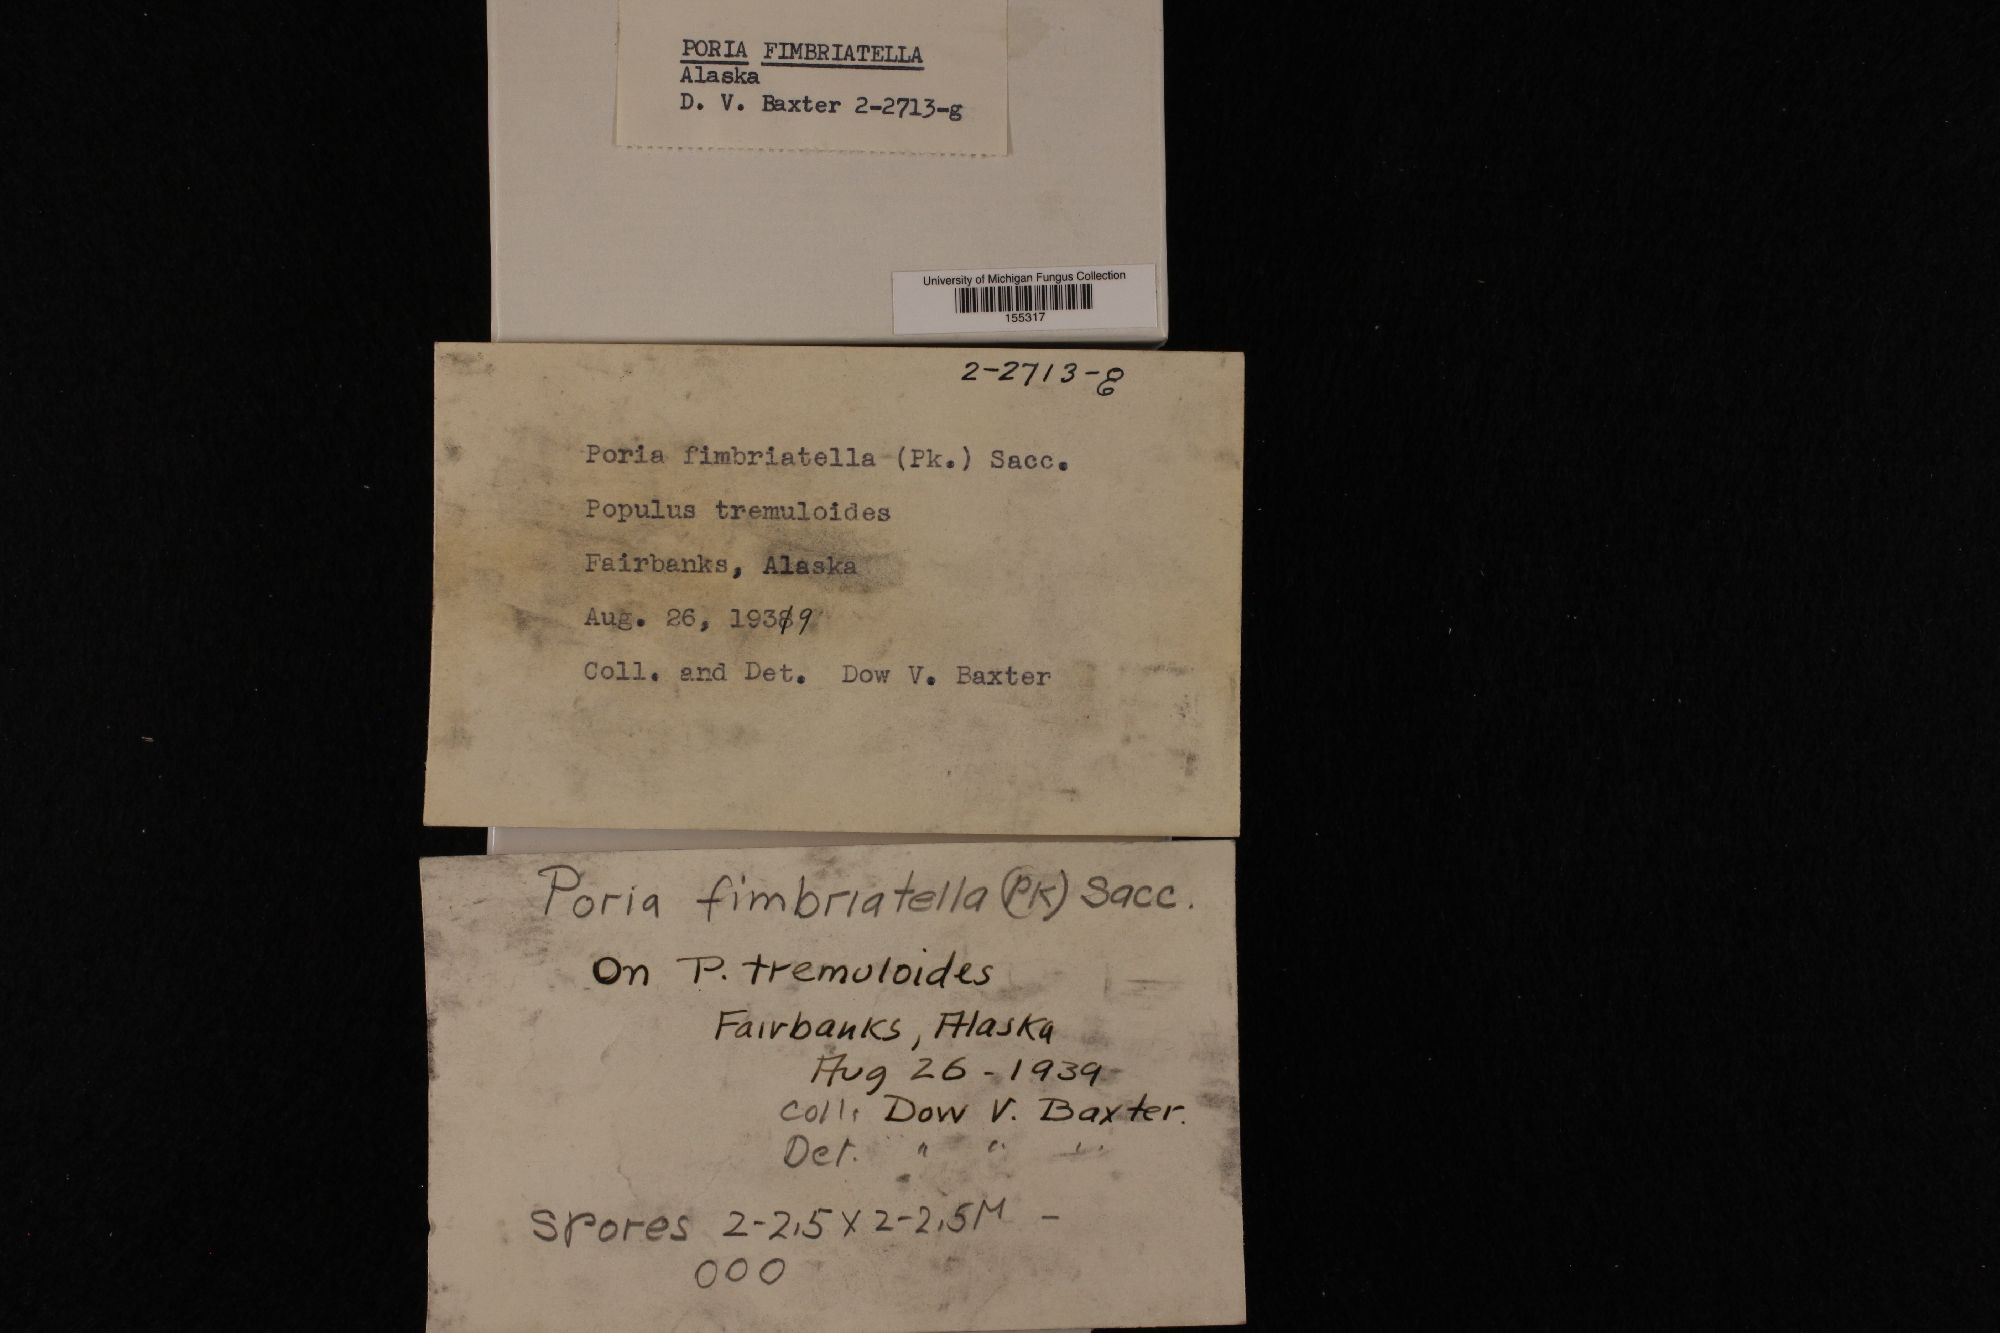 PORIA FIMBRIATELLA
Alaska
D. V. Baxter 2-2713-g
University of Michigan Fungus Collection
155317
2-2713-g
Poria fimbriatella (Pk.) Sacc.
Populus tremuloides
Fairbanks, Alaska
Aug. 26, 19389
Coll. and Det. Dow V. Baxter
Poria fimbriatella (PK) Sacc.
On P. tremuloides
Fairbanks, Alaska
Aug 26-1939
Coll. Dow V. Baxter.
Det. " " "
Spores 2-2.5 X 2-2.5M -
000